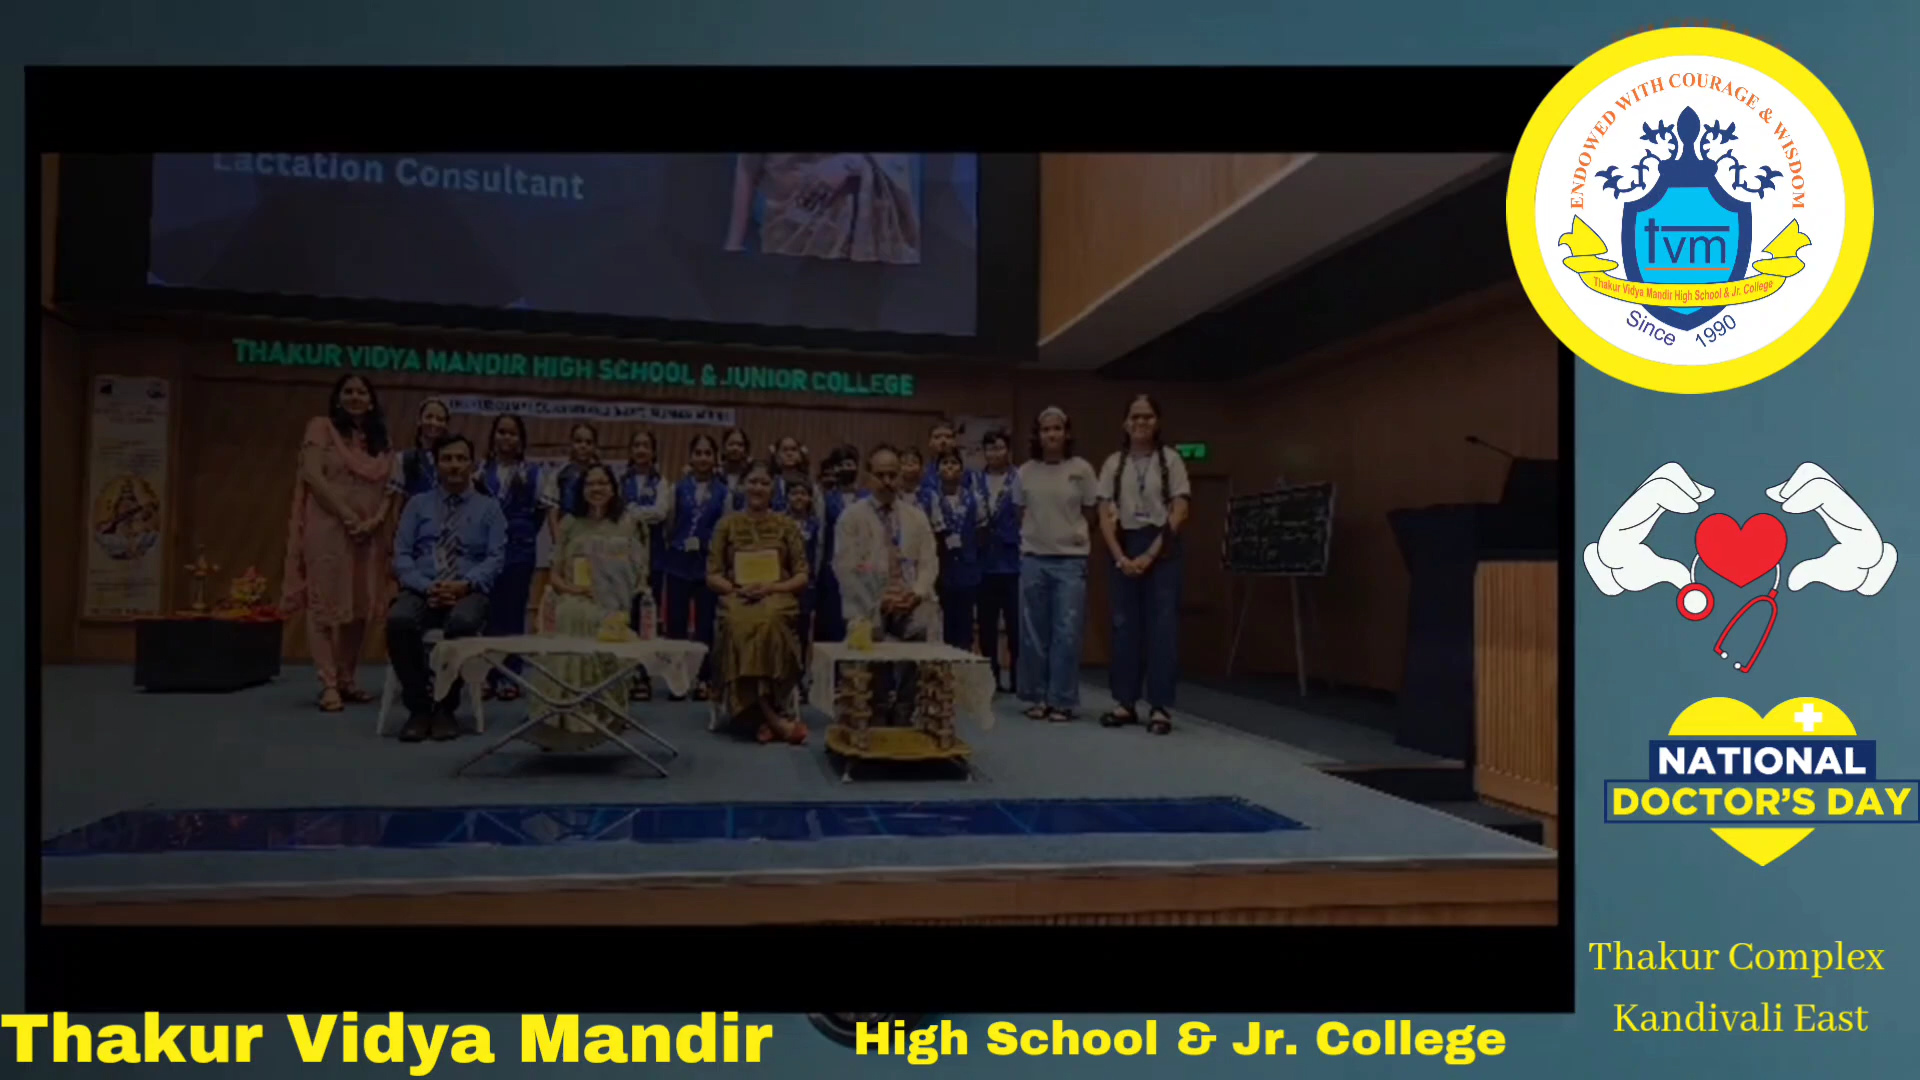 Lactation Consultant
THAKUR VIDYA MANDIR HIGH SCHOOL & JUNIOR COLLEGE
ENDOWED WITH COURAGE & WISDOM
tvm
Thakur Vidya Mandir High School & Jr. College
Since 1990
NATIONAL
DOCTOR'S DAY
Thakur Complex
Kandivali East
Thakur Vidya Mandir High School & Jr. College